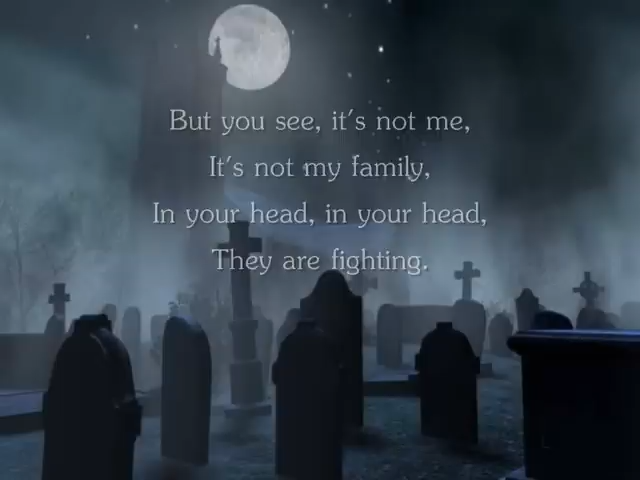 But you see, it's not me,
It's not my family,
In your head, in your head,
They are fighting.